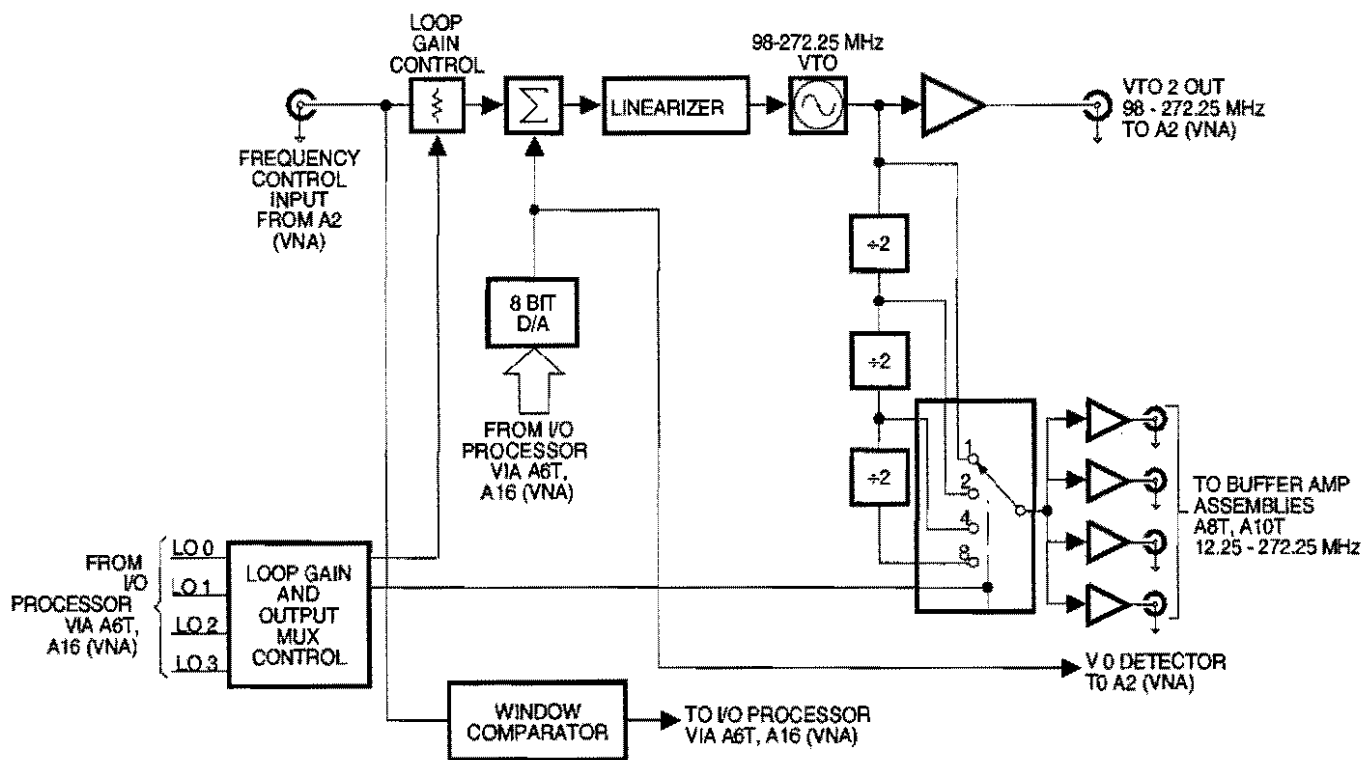 LOOP
GAIN
CONTROL
98-272.25 MHz
VTO
Σ
LINEARIZER
VTO 2 OUT
98 - 272.25 MHz
TO A2 (VNA)
FREQUENCY
CONTROL
INPUT
FROM A2
(VNA)
÷2
8 BIT
D/A
÷2
FROM I/O
PROCESSOR
VIA A6T,
A16 (VNA)
÷2
1
2
4
8
TO BUFFER AMP
ASSEMBLIES
A8T, A10T
12.25 - 272.25 MHz
FROM
I/O
PROCESSOR
VIA A6T,
A16 (VNA)
LO 0
LO 1
LO 2
LO 3
LOOP GAIN
AND
OUTPUT
MUX
CONTROL
V 0 DETECTOR
T0 A2 (VNA)
WINDOW
COMPARATOR
TO I/O PROCESSOR
VIA A6T, A16 (VNA)